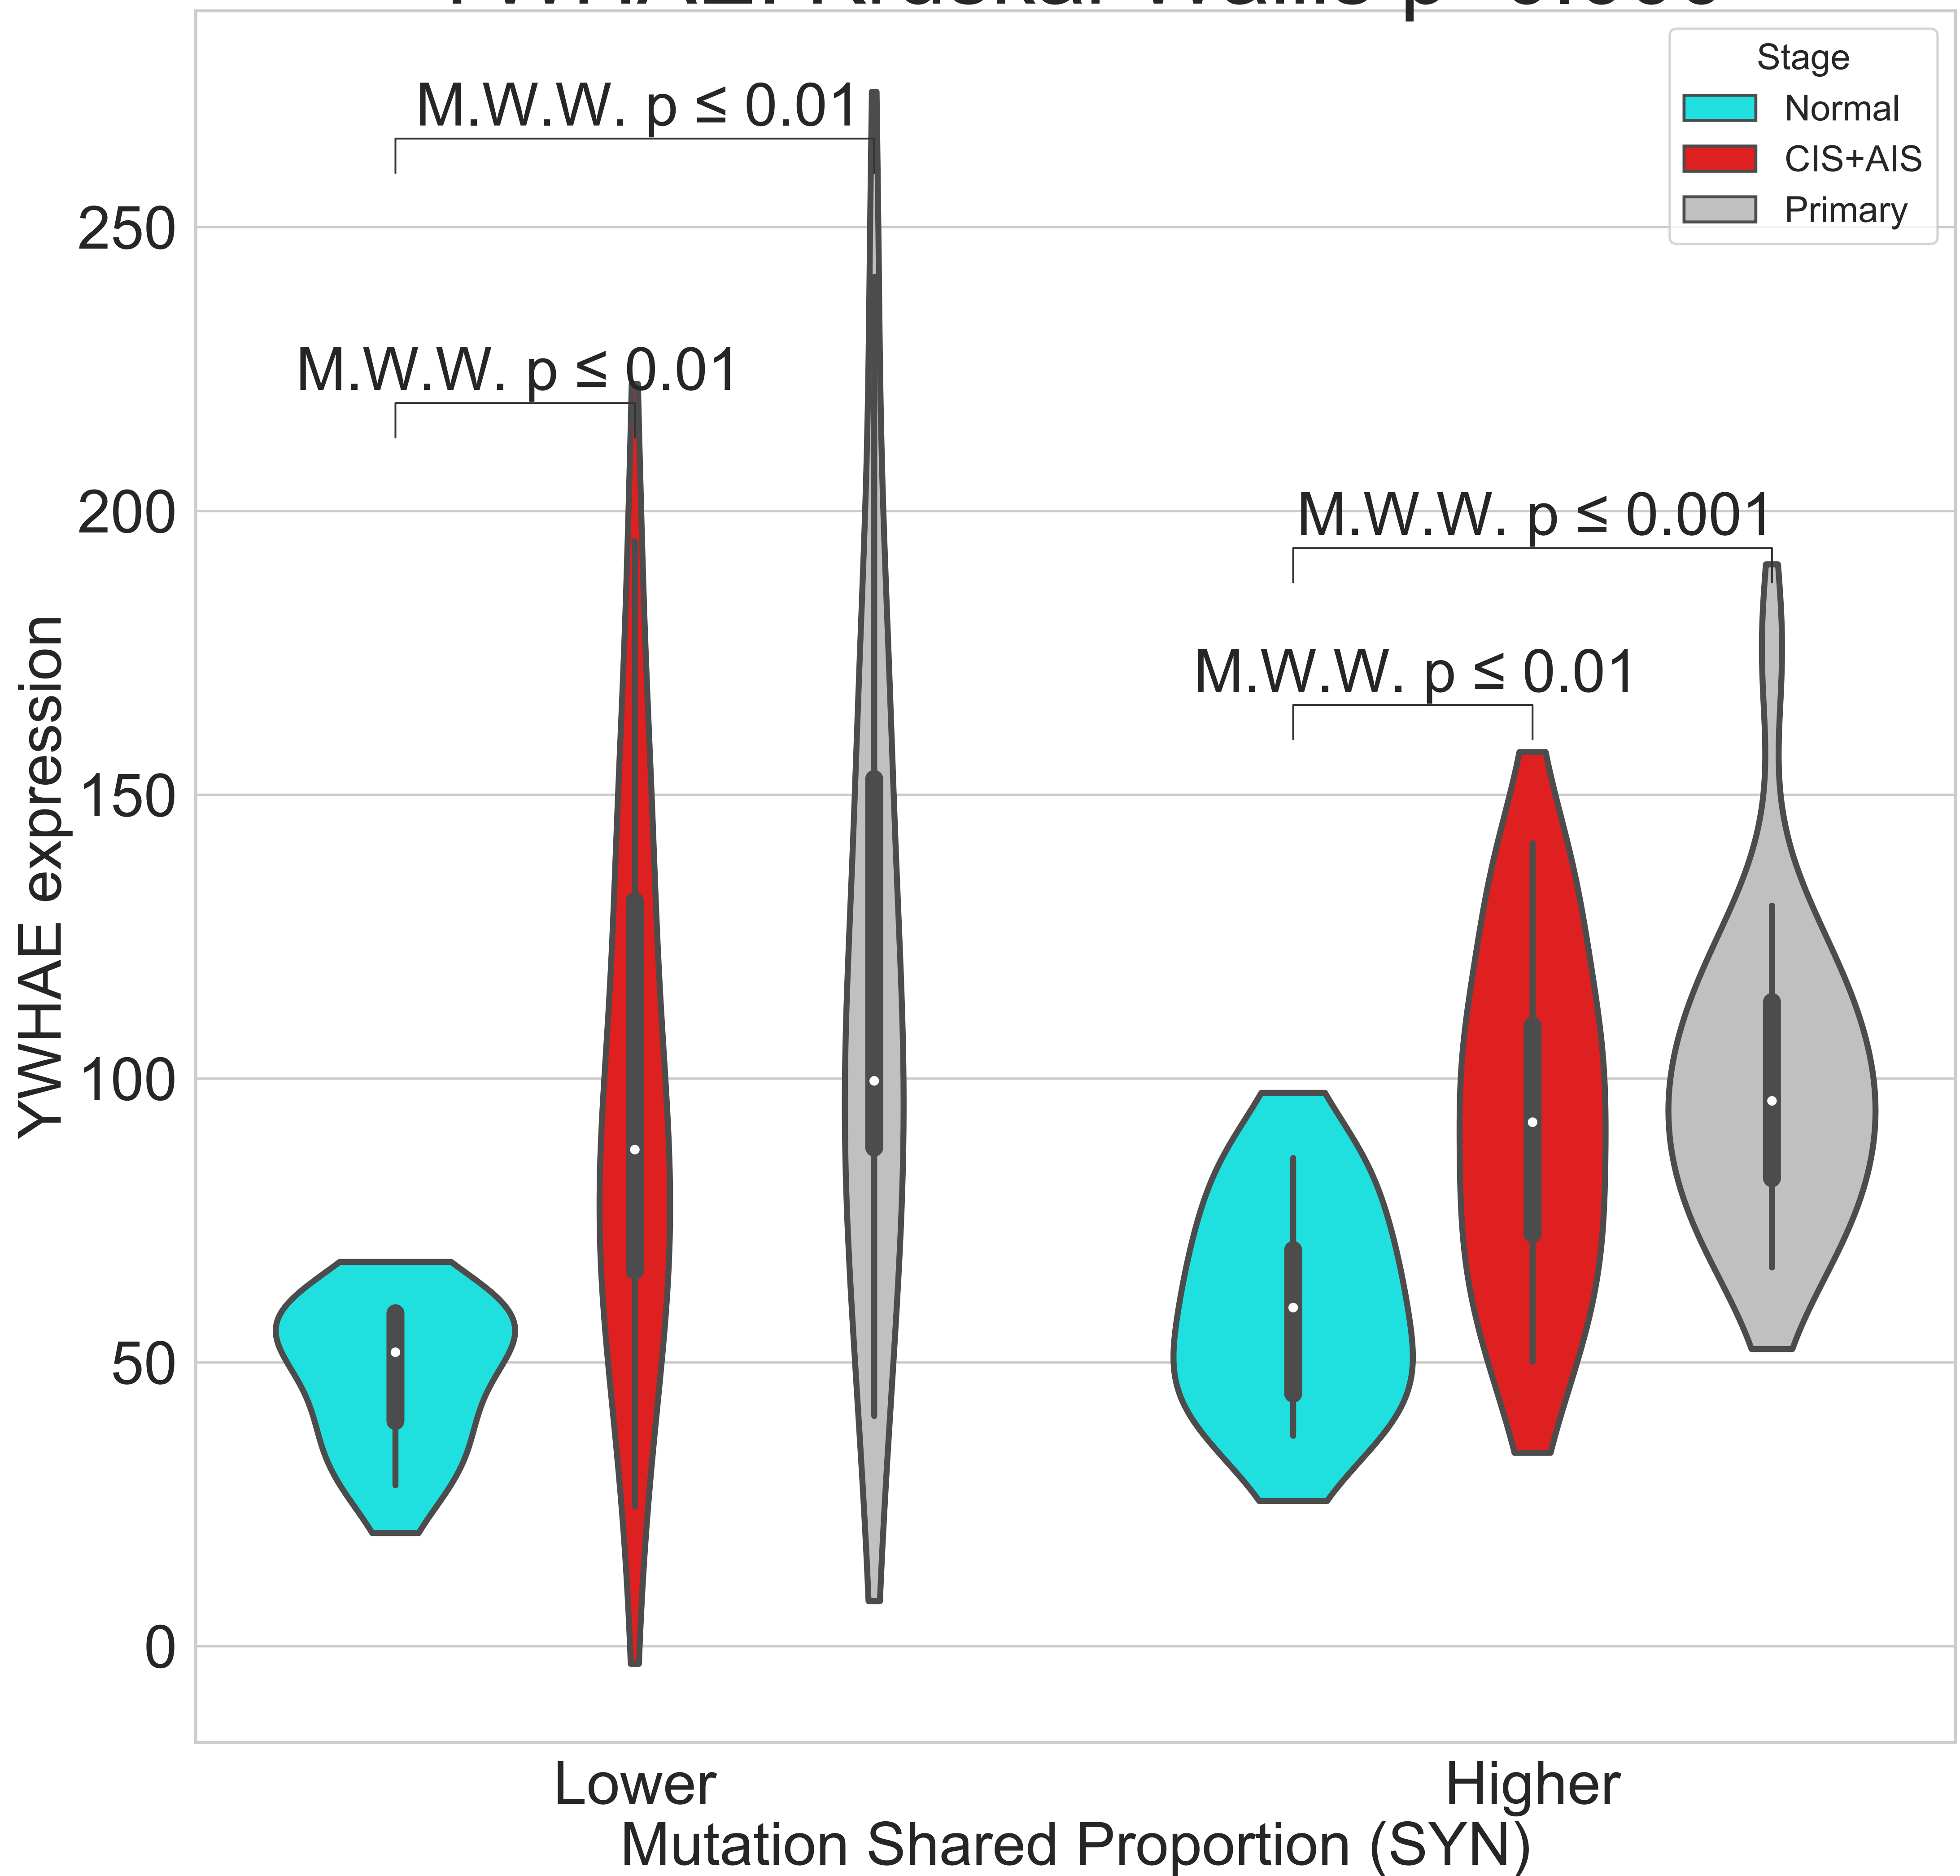 Stage
Normal
CIS+AIS
Primary
M.W.W. p ≤ 0.01
M.W.W. p ≤ 0.01
M.W.W. p ≤ 0.001
M.W.W. p ≤ 0.01
YWHAE expression
250
200
150
100
50
0
Lower
Higher
Mutation Shared Proportion (SYN)